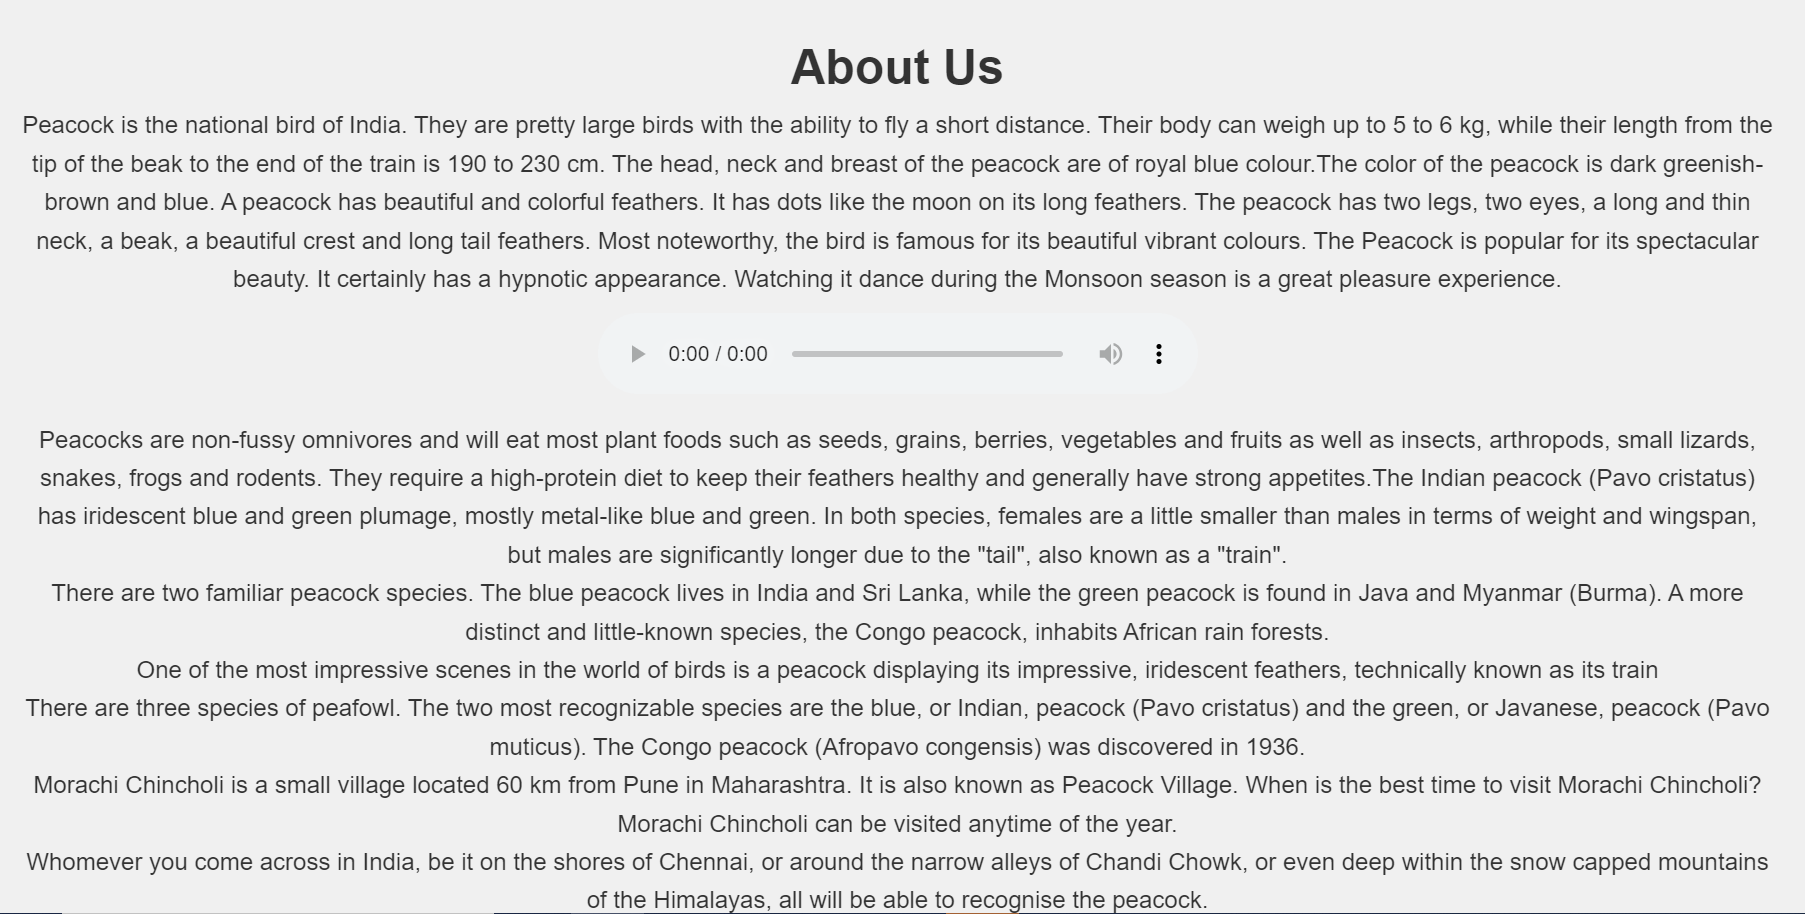 About Us
Peacock is the national bird of India. They are pretty large birds with the ability to fly a short distance. Their body can weigh up to 5 to 6 kg, while their length from the
tip of the beak to the end of the train is 190 to 230 cm. The head, neck and breast of the peacock are of royal blue colour.The color of the peacock is dark greenish-
brown and blue. A peacock has beautiful and colorful feathers. It has dots like the moon on its long feathers. The peacock has two legs, two eyes, a long and thin
neck, a beak, a beautiful crest and long tail feathers. Most noteworthy, the bird is famous for its beautiful vibrant colours. The Peacock is popular for its spectacular
beauty. It certainly has a hypnotic appearance. Watching it dance during the Monsoon season is a great pleasure experience.
0:00 / 0:00
Peacocks are non-fussy omnivores and will eat most plant foods such as seeds, grains, berries, vegetables and fruits as well as insects, arthropods, small lizards,
snakes, frogs and rodents. They require a high-protein diet to keep their feathers healthy and generally have strong appetites.The Indian peacock (Pavo cristatus)
has iridescent blue and green plumage, mostly metal-like blue and green. In both species, females are a little smaller than males in terms of weight and wingspan,
but males are significantly longer due to the "tail", also known as a "train".
There are two familiar peacock species. The blue peacock lives in India and Sri Lanka, while the green peacock is found in Java and Myanmar (Burma). A more
distinct and little-known species, the Congo peacock, inhabits African rain forests.
One of the most impressive scenes in the world of birds is a peacock displaying its impressive, iridescent feathers, technically known as its train
There are three species of peafowl. The two most recognizable species are the blue, or Indian, peacock (Pavo cristatus) and the green, or Javanese, peacock (Pavo
muticus). The Congo peacock (Afropavo congensis) was discovered in 1936.
Morachi Chincholi is a small village located 60 km from Pune in Maharashtra. It is also known as Peacock Village. When is the best time to visit Morachi Chincholi?
Morachi Chincholi can be visited anytime of the year.
Whomever you come across in India, be it on the shores of Chennai, or around the narrow alleys of Chandi Chowk, or even deep within the snow capped mountains
of the Himalayas, all will be able to recognise the peacock.